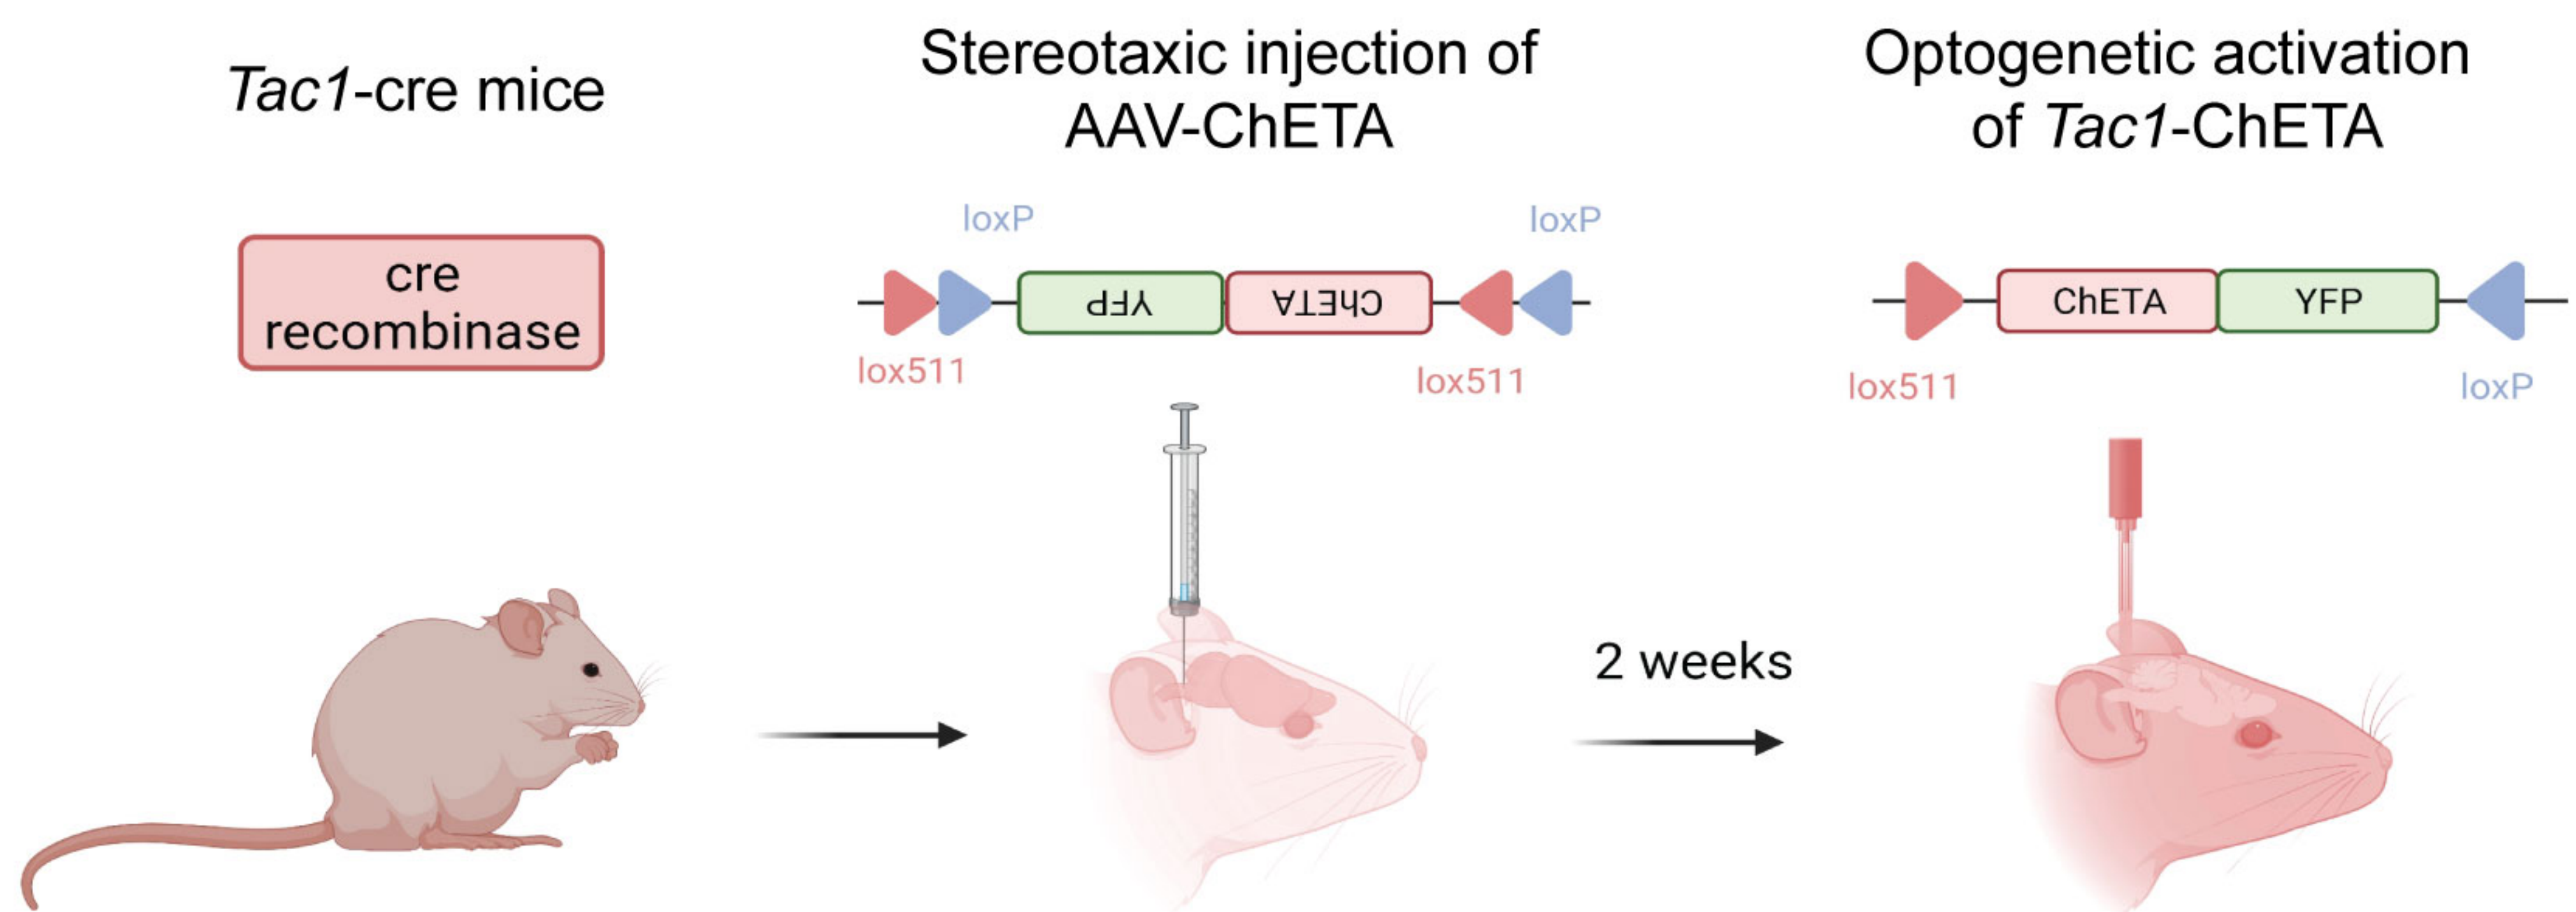 Tac1-cre mice
cre
recombinase
Stereotaxic injection of
AAV-ChETA
loxP
loxP
YFP
ChETA
lox511
lox511
2 weeks
Optogenetic activation
of Tac1-ChETA
ChETA
YFP
lox511
loxP